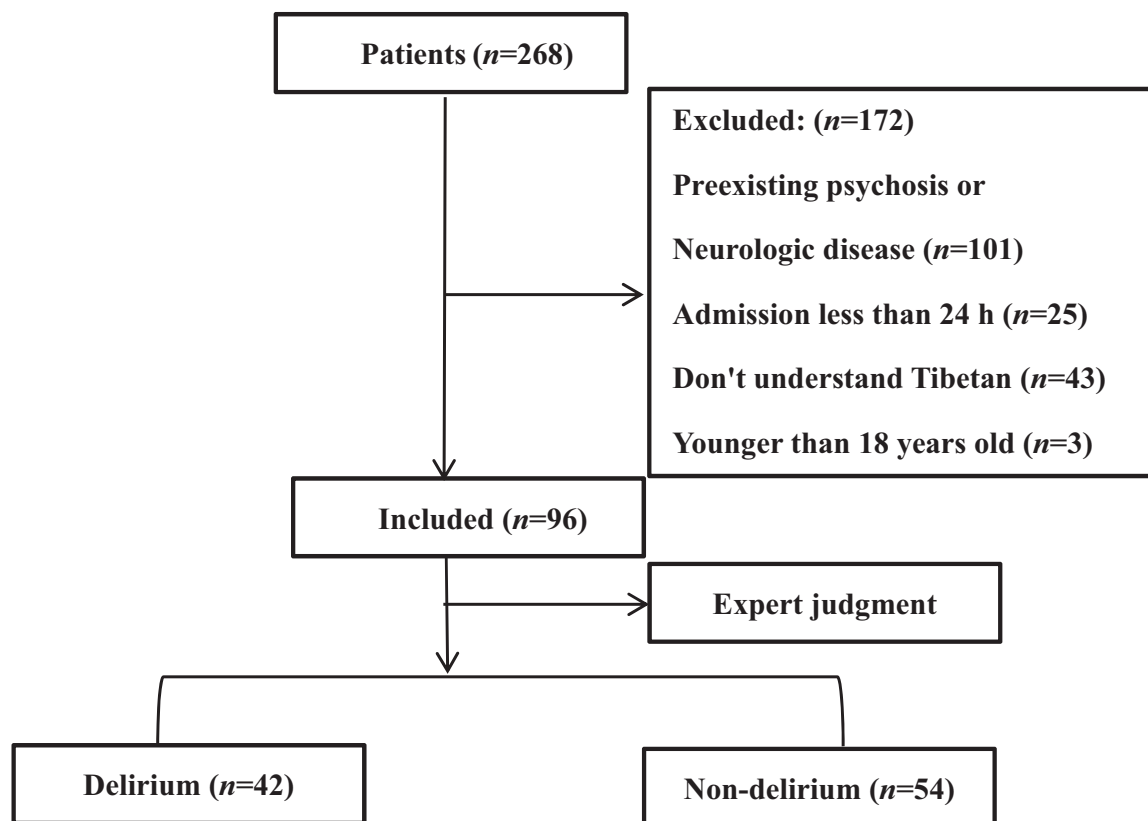 Patients (n=268)
Excluded: (n=172)
Preexisting psychosis or
Neurologic disease (n=101)
Admission less than 24 h (n=25)
Don't understand Tibetan (n=43)
Younger than 18 years old (n=3)
Included (n=96)
Expert judgment
Delirium (n=42)
Non-delirium (n=54)